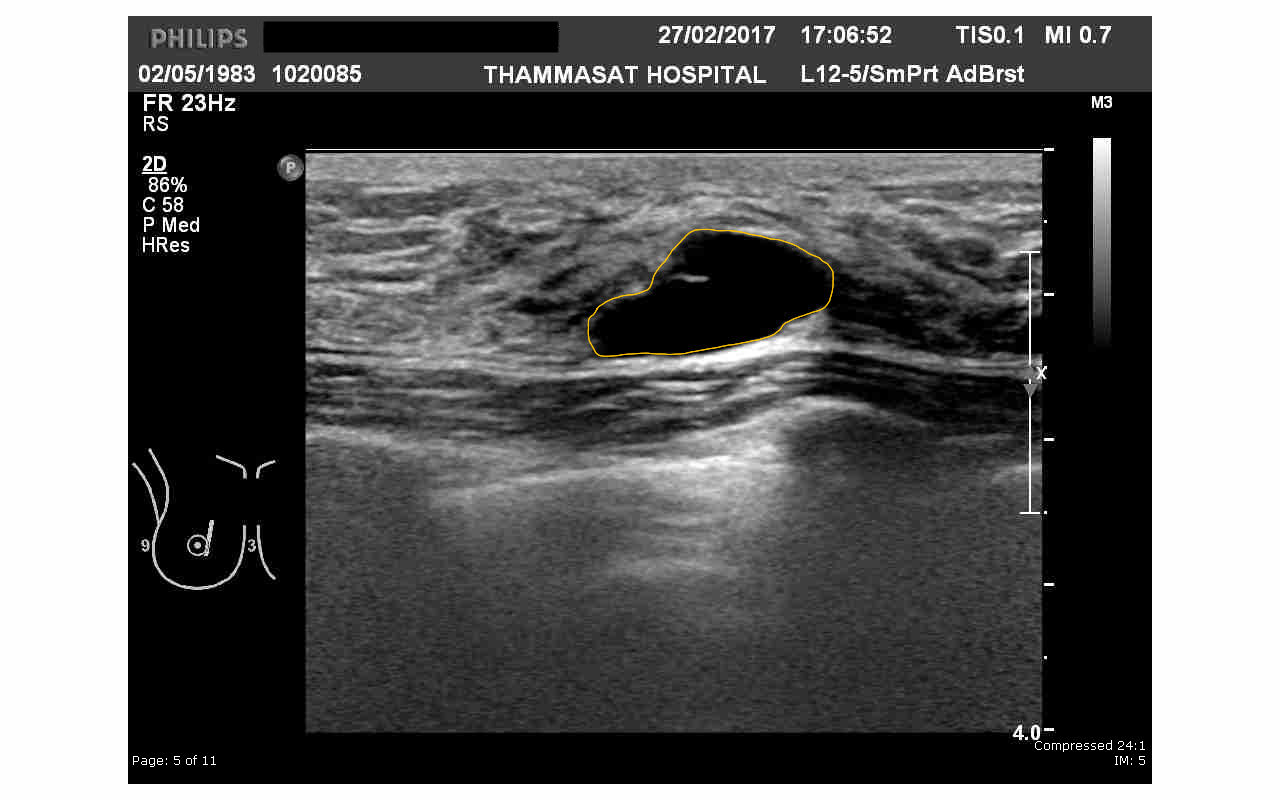 PHILIPS 27/02/2017 17:06:52 TIS0.1 MI 0.7
02/05/1983 1020085 THAMMASAT HOSPITAL L12-5/SmPrt AdBrst
FR 23Hz
RS
M3
2D
86%
C 58
P Med
HRes
P
X
9 3
4.0
Compressed 24:1
Page: 5 of 11
IM: 5